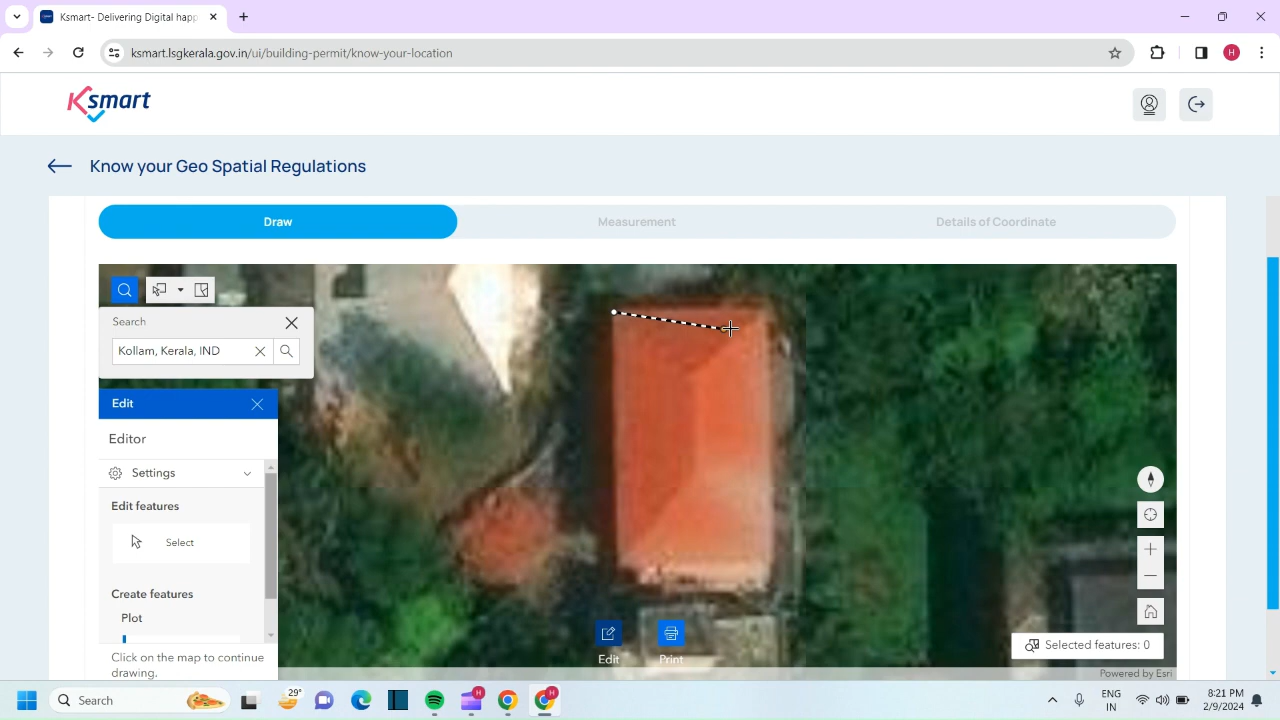 Ksmart- Delivering Digital happ
ksmart.lsgkerala.gov.in/ui/building-permit/know-your-location
H
Ksmart
Know your Geo Spatial Regulations
Draw
Measurement
Details of Coordinate
Search
Kollam, Kerala, IND
Edit
Editor
Settings
Edit features
Select
Create features
Plot
Click on the map to continue
drawing.
Edit
Print
Selected features: 0
Powered by Esri
Search
29°
H
H
ENG
IN
8:21 PM
2/9/2024